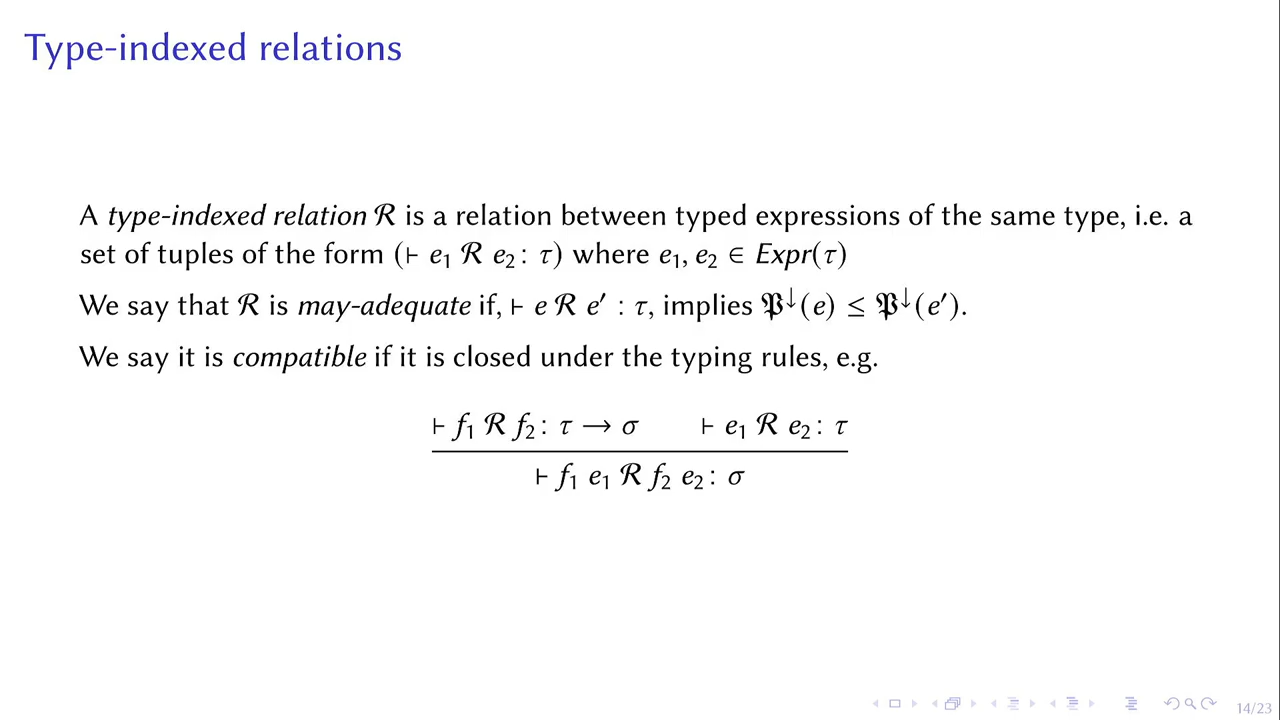 Type-indexed relations
A type-indexed relation ℛ is a relation between typed expressions of the same type, i.e. a
set of tuples of the form (⊢ e₁ ℛ e₂ : τ) where e₁, e₂ ∈ Expr(τ)
We say that ℛ is may-adequate if, ⊢ e ℛ e′ : τ, implies 𝕻↓(e) ≤ 𝕻↓(e′).
We say it is compatible if it is closed under the typing rules, e.g.
⊢ f₁ ℛ f₂ : τ → σ ⊢ e₁ ℛ e₂ : τ
⊢ f₁ e₁ ℛ f₂ e₂ : σ
14/23